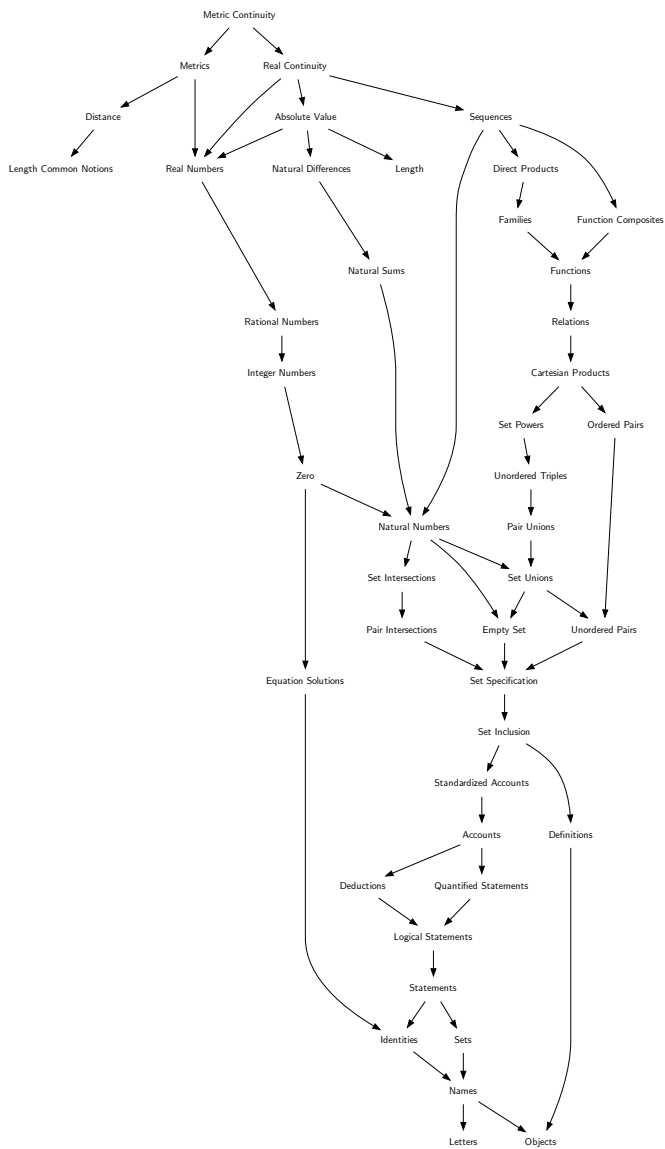 Metric Continuity
Metrics
Real Continuity
Distance
Absolute Value
Sequences
Length Common Notions
Real Numbers
Natural Differences
Length
Direct Products
Families
Function Composites
Natural Sums
Functions
Rational Numbers
Relations
Integer Numbers
Cartesian Products
Set Powers
Ordered Pairs
Zero
Unordered Triples
Natural Numbers
Pair Unions
Set Intersections
Set Unions
Pair Intersections
Empty Set
Unordered Pairs
Equation Solutions
Set Specification
Set Inclusion
Standardized Accounts
Accounts
Definitions
Deductions
Quantified Statements
Logical Statements
Statements
Identities
Sets
Names
Letters
Objects